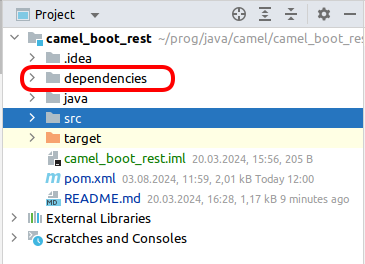 Project
camel_boot_rest ~/prog/java/camel/camel_boot_res
.idea
dependencies
java
src
target
camel_boot_rest.iml 20.03.2024, 15:56, 205 B
pom.xml 03.08.2024, 11:59, 2,01 kB Today 12:00
README.md 20.03.2024, 16:28, 1,17 kB 9 minutes ago
External Libraries
Scratches and Consoles